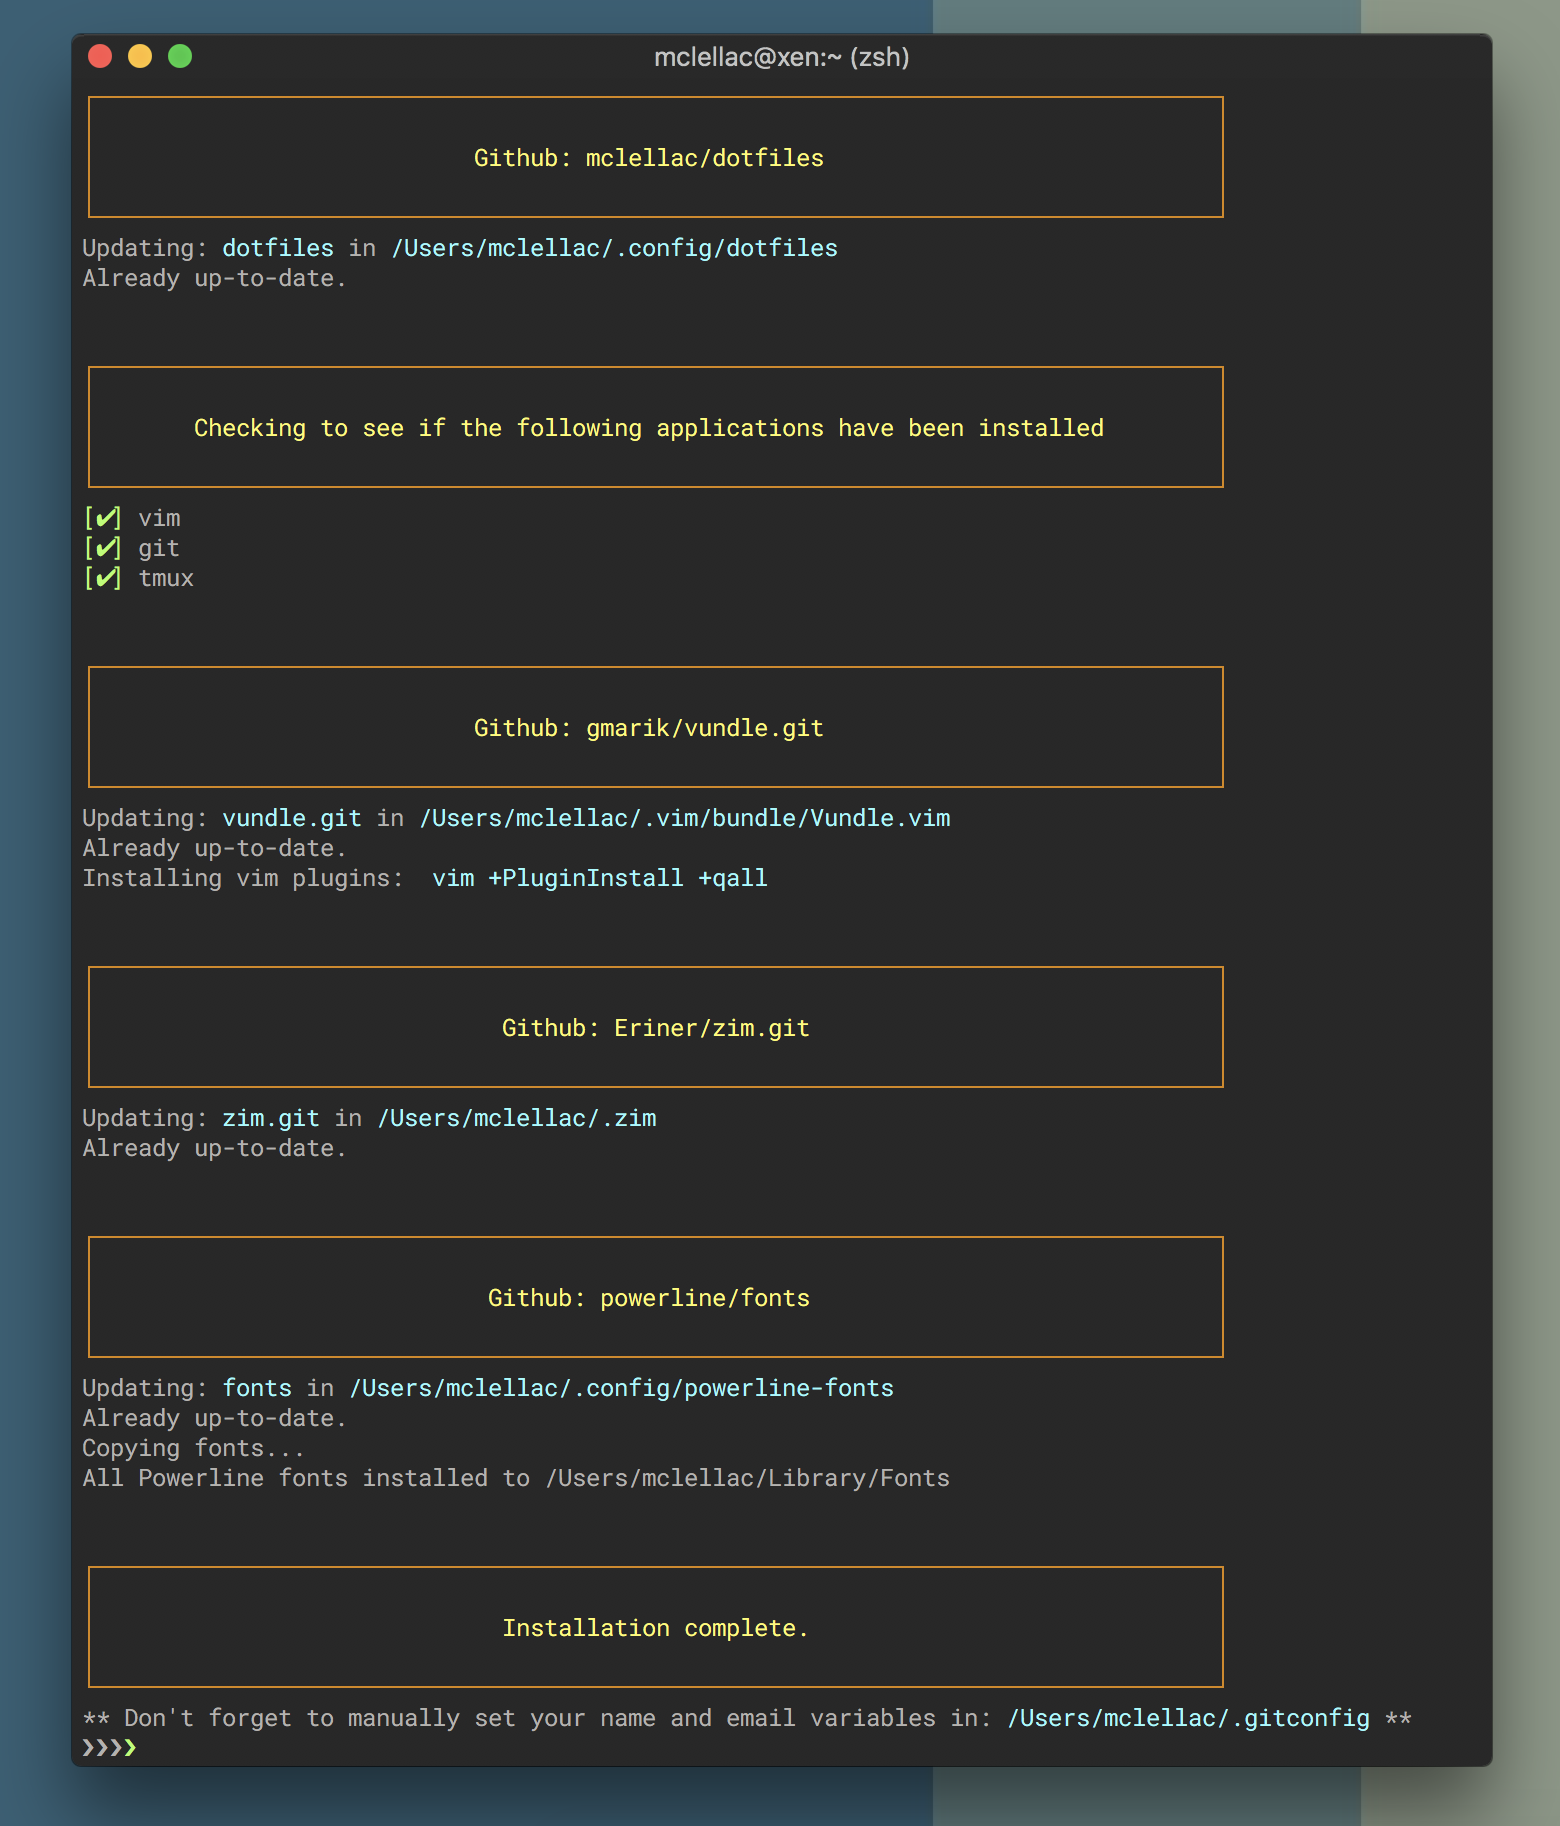 mclellac@xen:~ (zsh)
Github: mclellac/dotfiles
Updating: dotfiles in /Users/mclellac/.config/dotfiles
Already up-to-date.
Checking to see if the following applications have been installed
[✔] vim
[✔] git
[✔] tmux
Github: gmarik/vundle.git
Updating: vundle.git in /Users/mclellac/.vim/bundle/Vundle.vim
Already up-to-date.
Installing vim plugins:  vim +PluginInstall +qall
Github: Eriner/zim.git
Updating: zim.git in /Users/mclellac/.zim
Already up-to-date.
Github: powerline/fonts
Updating: fonts in /Users/mclellac/.config/powerline-fonts
Already up-to-date.
Copying fonts...
All Powerline fonts installed to /Users/mclellac/Library/Fonts
Installation complete.
** Don't forget to manually set your name and email variables in: /Users/mclellac/.gitconfig **
❯❯❯❯